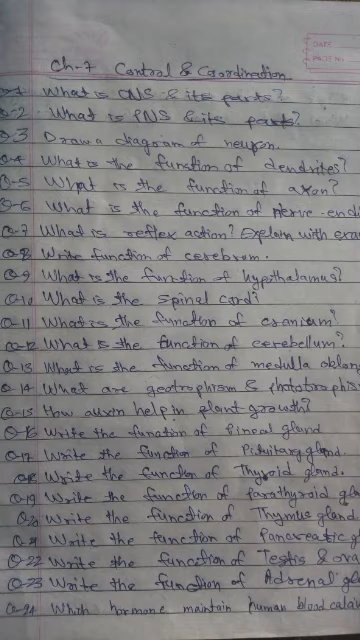 DATE
PAGE No
Ch-7 Control & Coordination
Q-1 What is CNS & its parts?
Q-2 What is PNS & its parts?
Q-3 Draw a diagram of neuron.
Q-4 What is the function of dendrites?
Q-5 What is the function of axon?
Q-6 What is the function of nerve-endi
Q-7 What is reflex action? Explain with exa
Q-8 Write function of cerebrum.
Q-9 What is the function of hypothalamus?
Q-10 What is the spinal cord?
Q-11 What is the function of cranium?
Q-12 What is the function of cerebellum?
Q-13 What is the function of medulla oblon
Q-14 What are geotrophism & phototrophis
Q-15 How auxin help in plant growth?
Q-16 Write the function of Pineal gland
Q-17 Write the function of Pituitary gland.
Q-18 Write the function of Thyroid gland.
Q-19 Write the function of parathyroid gla
Q-20 Write the function of Thymus gland
Q-21 Write the function of Pancreatic gl
Q-22 Write the function of Testis & ova
Q-23 Write the function of Adrenal gla
Q-24 Which hormone maintain human blood